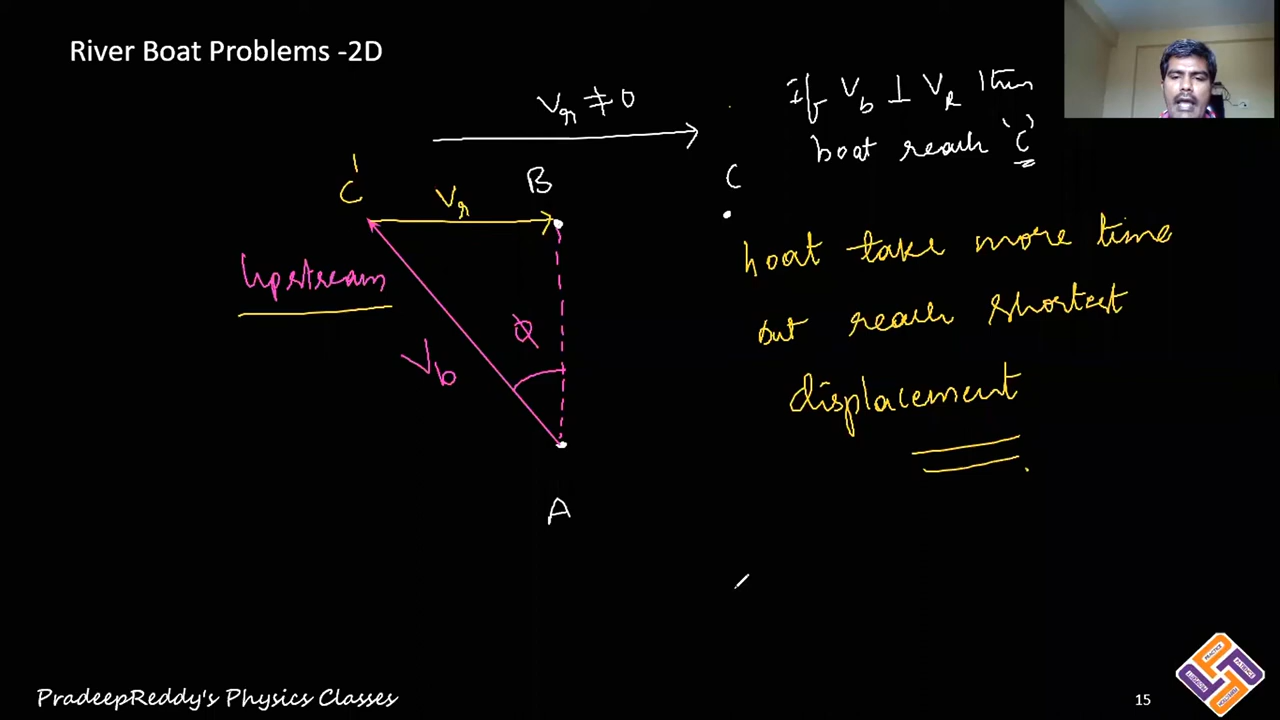 River Boat Problems -2D
Vr ≠ 0
If Vb ⊥ VR then
boat reach 'C'
C'
Vr
B
C
boat take more time
Upstream
but reach shortest
ϕ
Vb
displacement
A
PradeepReddy's Physics Classes
15